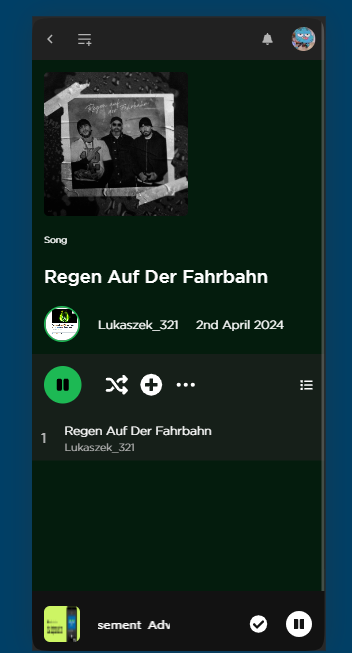 Regen auf
der Fahrbahn
Song
Regen Auf Der Fahrbahn
Lukaszek_321 2nd April 2024
1 Regen Auf Der Fahrbahn
Lukaszek_321
sement Adv